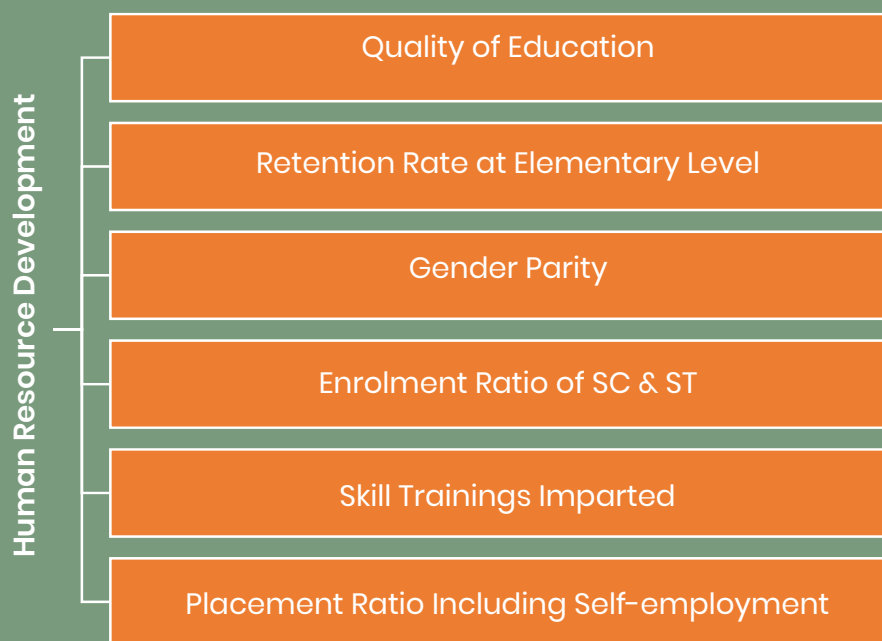 Human Resource Development
Quality of Education
Retention Rate at Elementary Level
Gender Parity
Enrolment Ratio of SC & ST
Skill Trainings Imparted
Placement Ratio Including Self-employment